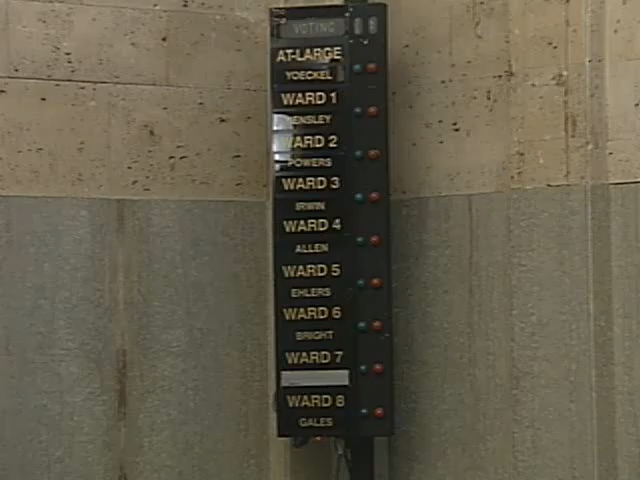 VOTING
AT-LARGE
YOECKEL
WARD 1
HENSLEY
WARD 2
POWERS
WARD 3
IRWIN
WARD 4
ALLEN
WARD 5
EHLERS
WARD 6
BRIGHT
WARD 7
WARD 8
GALES